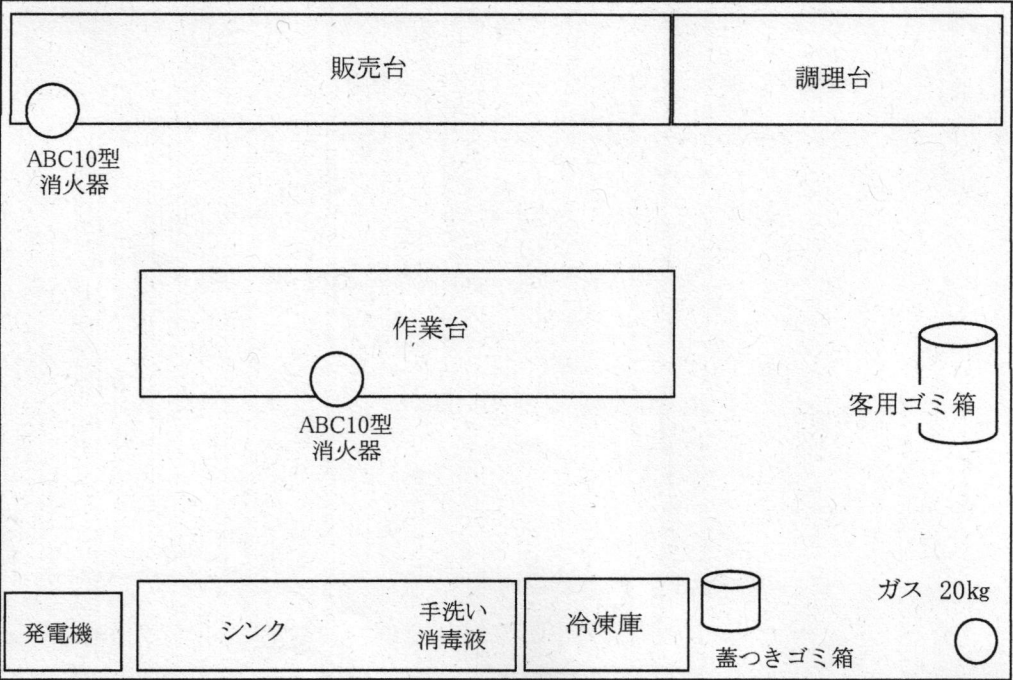 販売台
調理台
ABC10型
消火器
作業台
ABC10型
消火器
客用ゴミ箱
発電機
シンク
手洗い
消毒液
冷凍庫
蓋つきゴミ箱
ガス 20kg